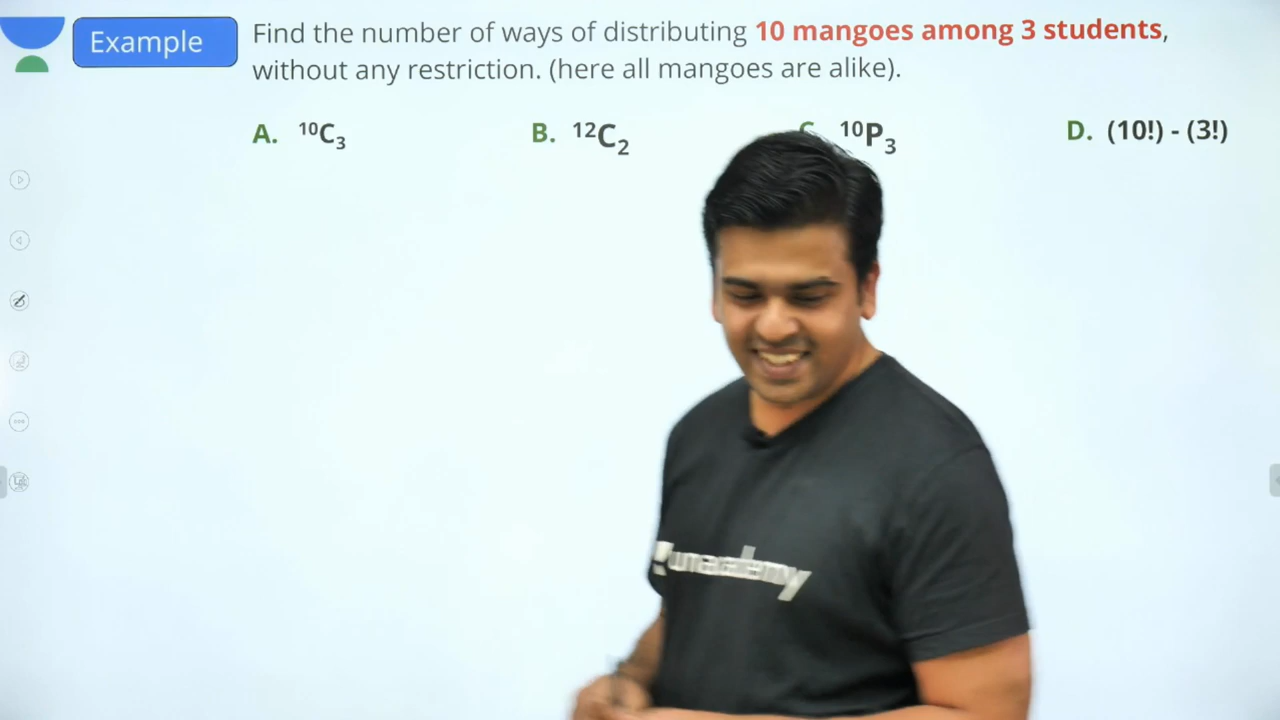 Example
Find the number of ways of distributing 10 mangoes among 3 students,
without any restriction. (here all mangoes are alike).
A. ¹⁰C₃
B. ¹²C₂
C. ¹⁰P₃
D. (10!) - (3!)
unacademy